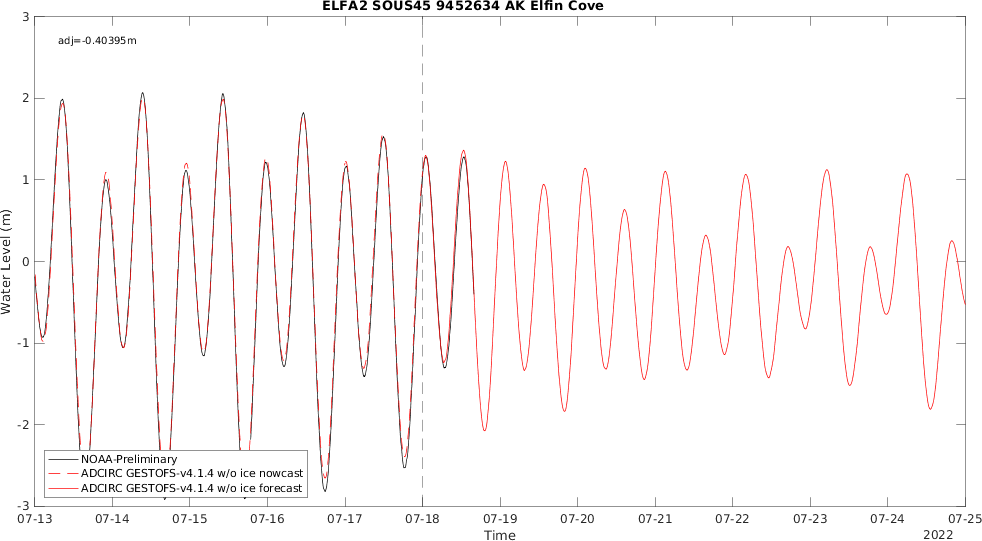 ELFA2 SOUS45 9452634 AK Elfin Cove
adj=-0.40395m
Water Level (m)
3
2
1
0
-1
-2
-3
NOAA-Preliminary
ADCIRC GESTOFS-v4.1.4 w/o ice nowcast
ADCIRC GESTOFS-v4.1.4 w/o ice forecast
07-13 07-14 07-15 07-16 07-17 07-18 07-19 07-20 07-21 07-22 07-23 07-24 07-25
Time
2022